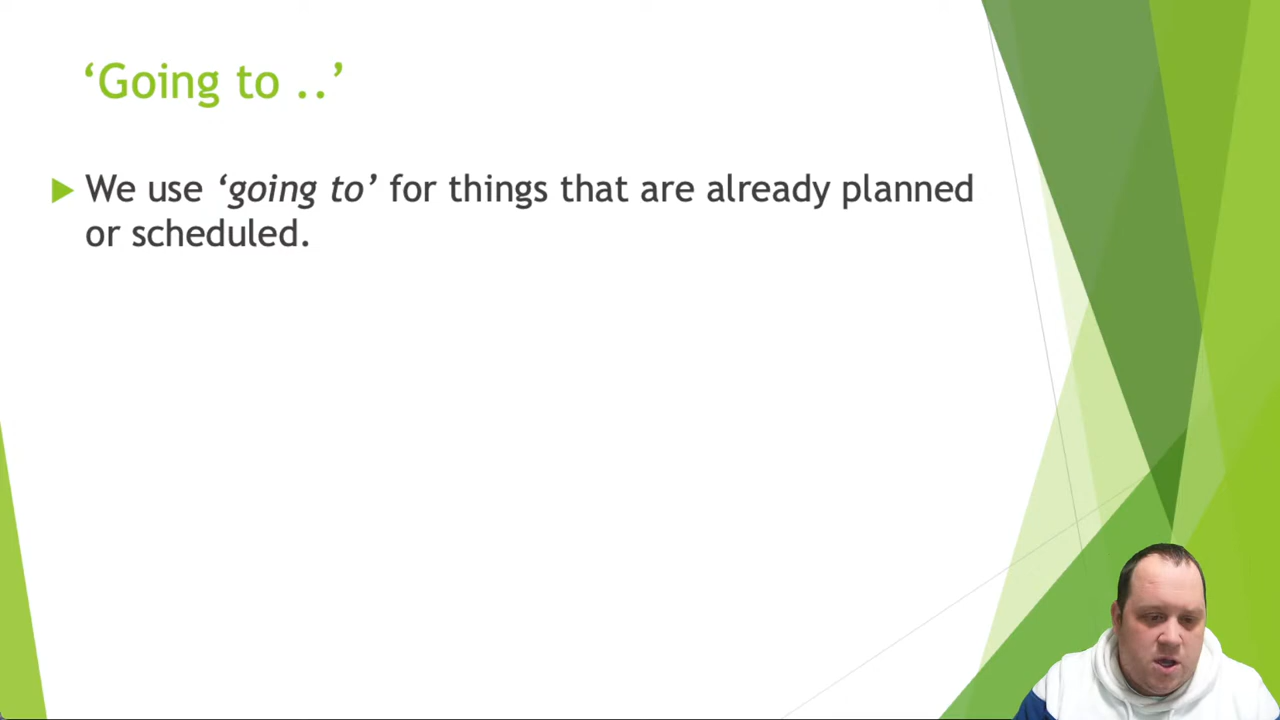 ‘Going to ..’
We use ‘going to’ for things that are already planned
or scheduled.